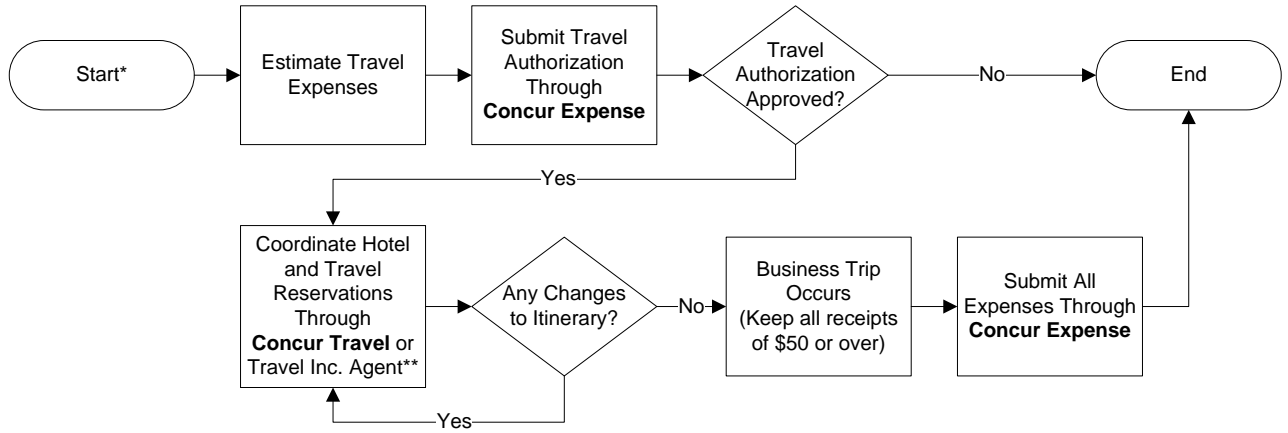 Start*
Estimate Travel
Expenses
Submit Travel
Authorization
Through
Concur Expense
Travel
Authorization
Approved?
No
End
Yes
Coordinate Hotel
and Travel
Reservations
Through
Concur Travel or
Travel Inc. Agent**
Any Changes
to Itinerary?
No
Business Trip
Occurs
(Keep all receipts
of $50 or over)
Submit All
Expenses Through
Concur Expense
Yes